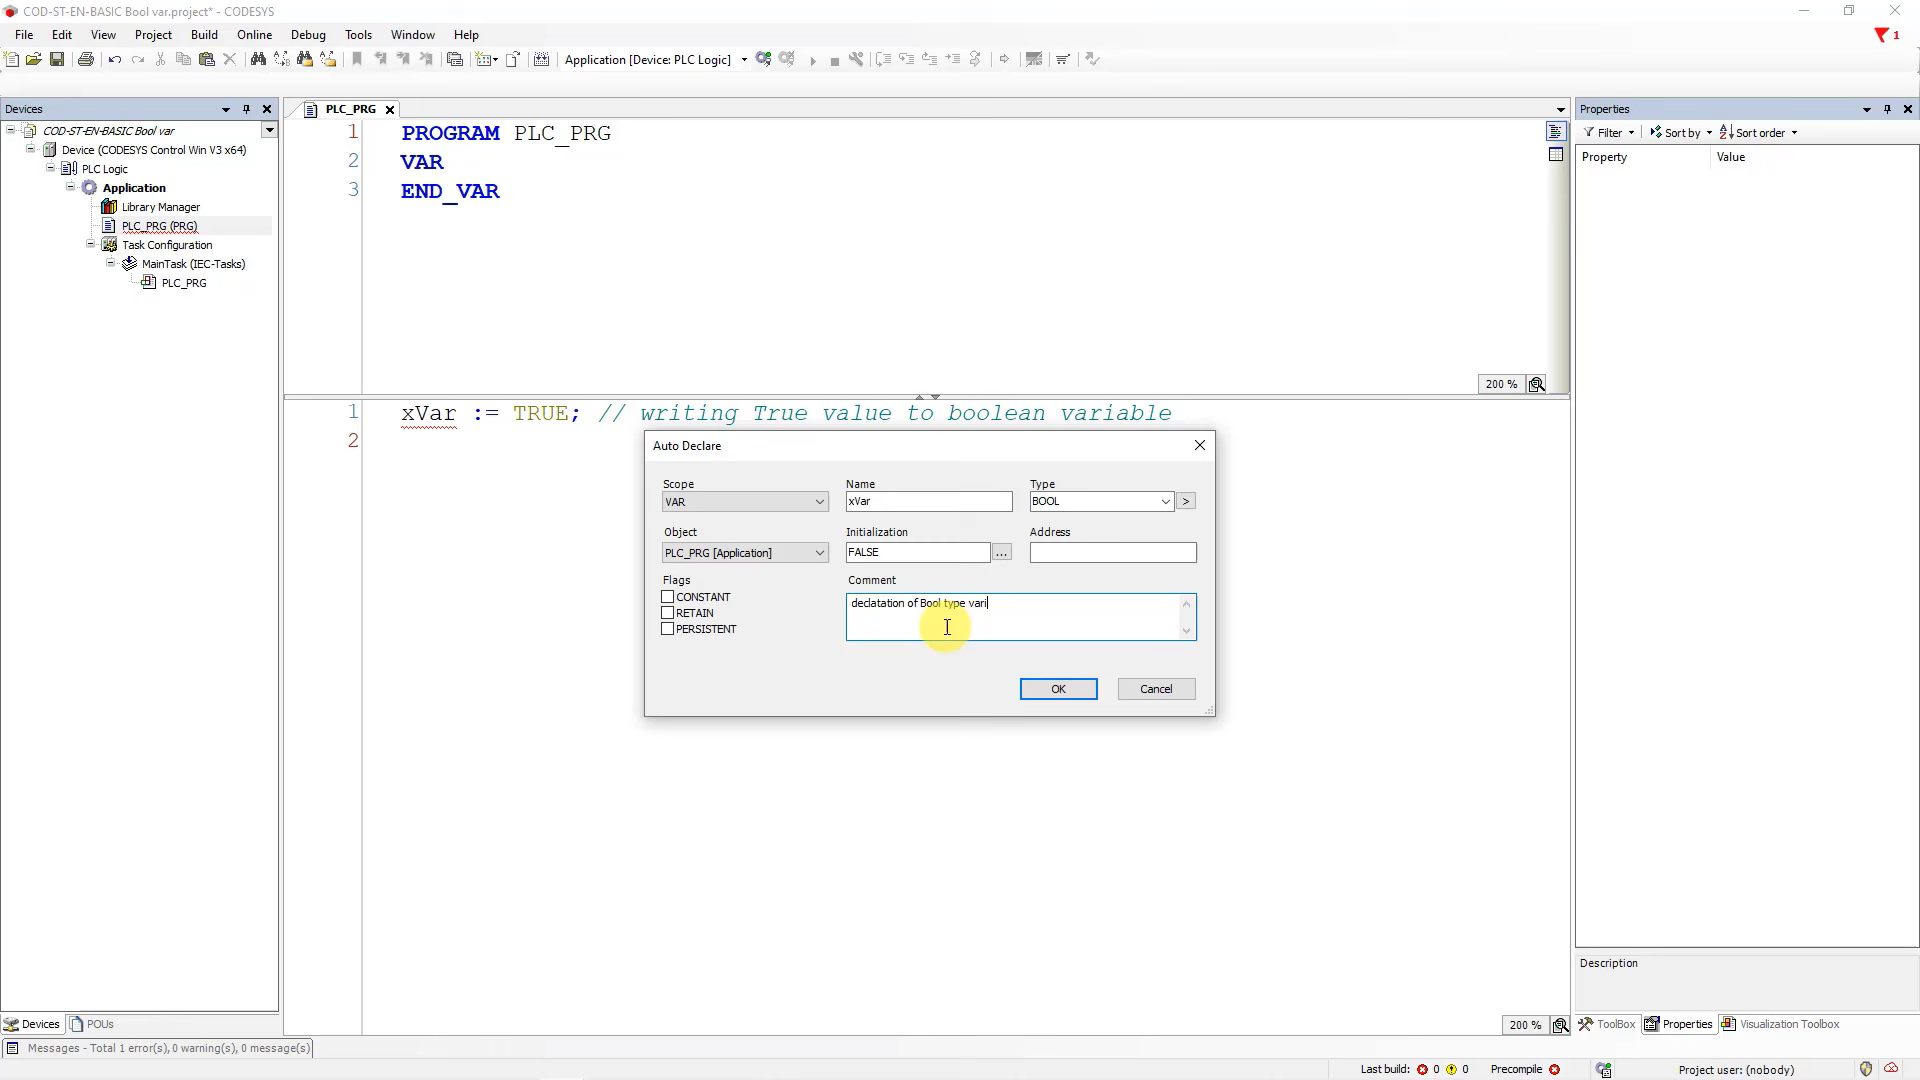 COD-ST-EN-BASIC Bool var.project* - CODESYS
File Edit View Project Build Online Debug Tools Window Help
1
Application [Device: PLC Logic]
Devices
COD-ST-EN-BASIC Bool var
Device (CODESYS Control Win V3 x64)
PLC Logic
Application
Library Manager
PLC_PRG (PRG)
Task Configuration
MainTask (IEC-Tasks)
PLC_PRG
Devices POUs
PLC_PRG
1 PROGRAM PLC_PRG
2 VAR
3 END_VAR
200 %
1 xVar := TRUE; // writing True value to boolean variable
2
Auto Declare
Scope Name Type
VAR xVar BOOL >
Object Initialization Address
PLC_PRG [Application] FALSE ...
Flags Comment
CONSTANT declatation of Bool type vari
RETAIN
PERSISTENT
OK Cancel
200 %
Properties
Filter Sort by Sort order
Property Value
Description
ToolBox Properties Visualization Toolbox
Messages - Total 1 error(s), 0 warning(s), 0 message(s)
Last build: 0 0 Precompile Project user: (nobody)